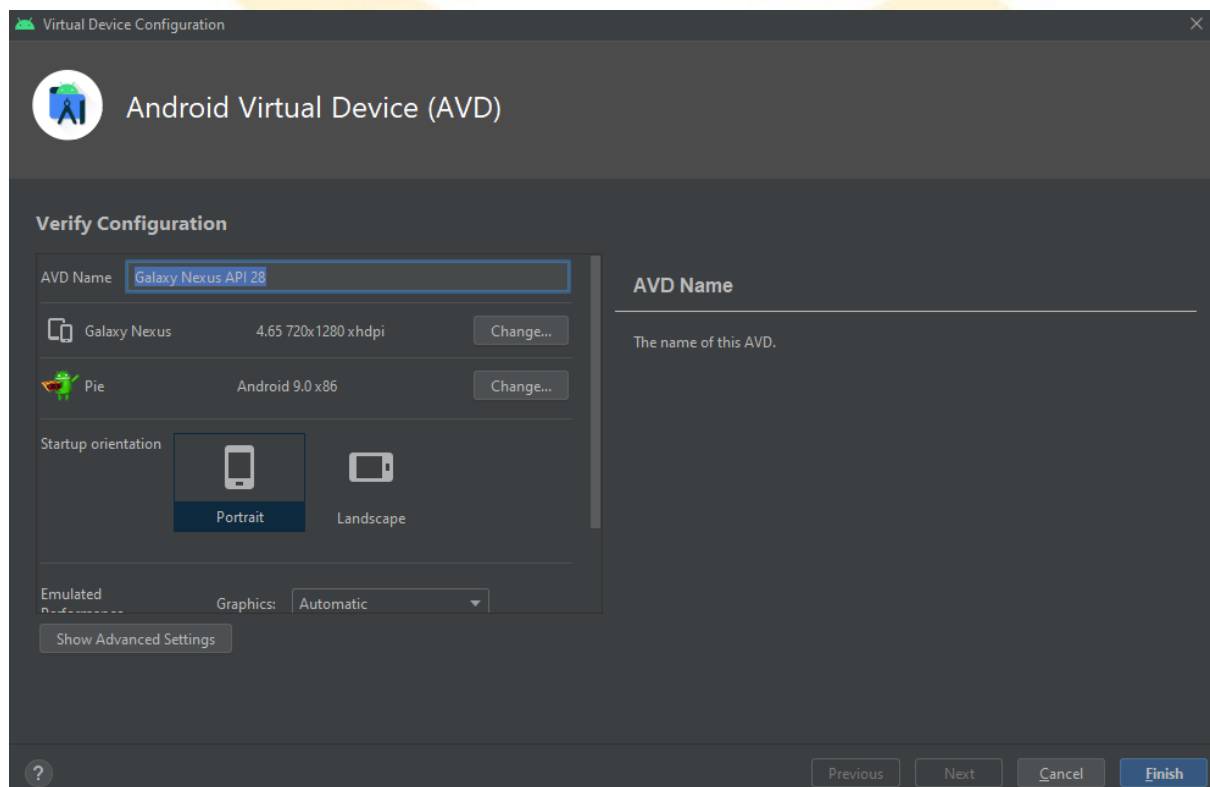 Virtual Device Configuration
Android Virtual Device (AVD)
Verify Configuration
AVD Name Galaxy Nexus API 28
Galaxy Nexus 4.65 720x1280 xhdpi Change...
Pie Android 9.0 x86 Change...
Startup orientation
Portrait Landscape
Emulated
Graphics: Automatic
Show Advanced Settings
AVD Name
The name of this AVD.
? Previous Next Cancel Finish